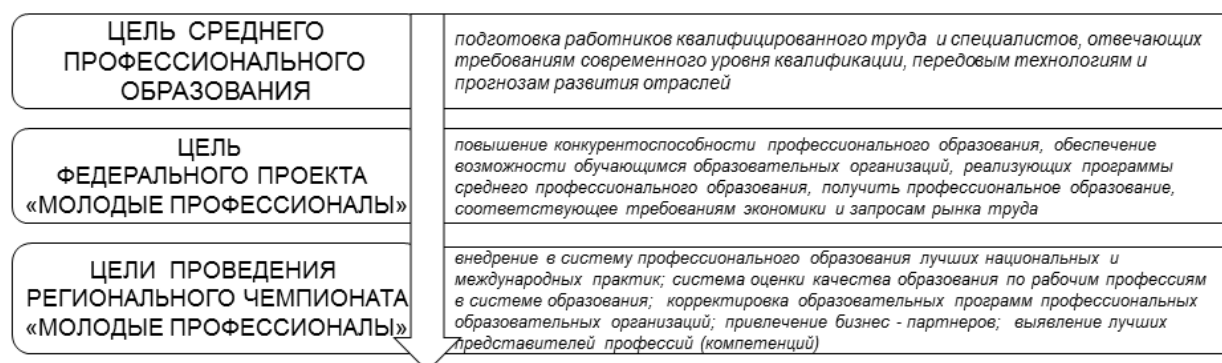 ЦЕЛЬ СРЕДНЕГО
ПРОФЕССИОНАЛЬНОГО
ОБРАЗОВАНИЯ
подготовка работников квалифицированного труда и специалистов, отвечающих
требованиям современного уровня квалификации, передовым технологиям и
прогнозам развития отраслей
ЦЕЛЬ
ФЕДЕРАЛЬНОГО ПРОЕКТА
«МОЛОДЫЕ ПРОФЕССИОНАЛЫ»
повышение конкурентоспособности профессионального образования, обеспечение
возможности обучающимся образовательных организаций, реализующих программы
среднего профессионального образования, получить профессиональное образование,
соответствующее требованиям экономики и запросам рынка труда
ЦЕЛИ ПРОВЕДЕНИЯ
РЕГИОНАЛЬНОГО ЧЕМПИОНАТА
«МОЛОДЫЕ ПРОФЕССИОНАЛЫ»
внедрение в систему профессионального образования лучших национальных и
международных практик; система оценки качества образования по рабочим профессиям
в системе образования; корректировка образовательных программ профессиональных
образовательных организаций; привлечение бизнес - партнеров; выявление лучших
представителей профессий (компетенций)